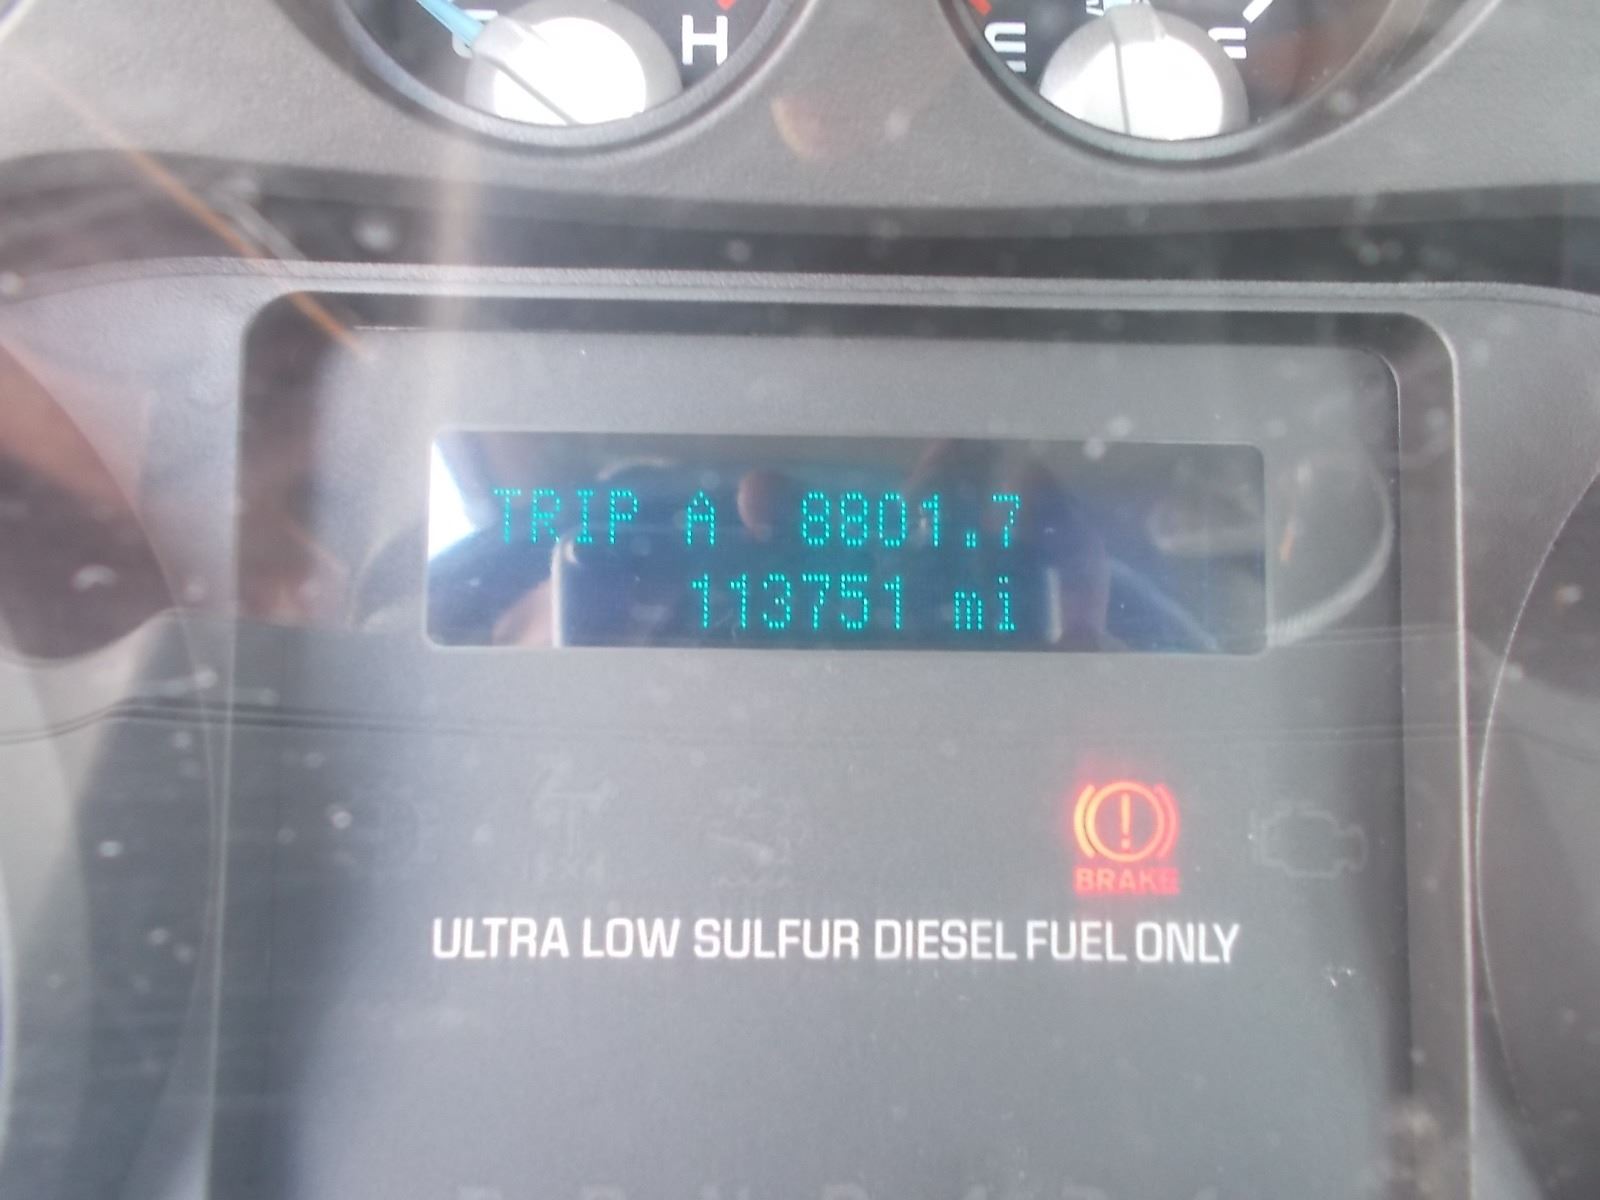 H
TRIP A 8801.7
113751 mi
BRAKE
ULTRA LOW SULFUR DIESEL FUEL ONLY